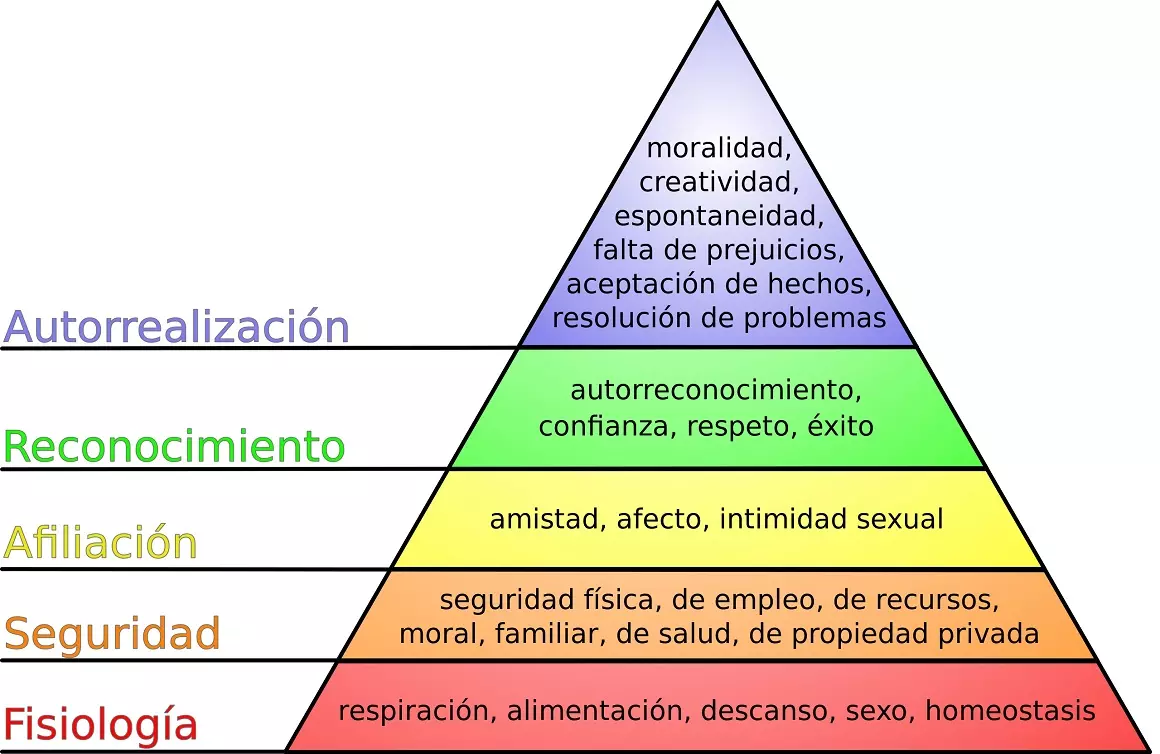 moralidad,
creatividad,
espontaneidad,
falta de prejuicios,
aceptación de hechos,
resolución de problemas
Autorrealización
autorreconocimiento,
confianza, respeto, éxito
Reconocimiento
amistad, afecto, intimidad sexual
Afiliación
seguridad física, de empleo, de recursos,
moral, familiar, de salud, de propiedad privada
Seguridad
respiración, alimentación, descanso, sexo, homeostasis
Fisiología